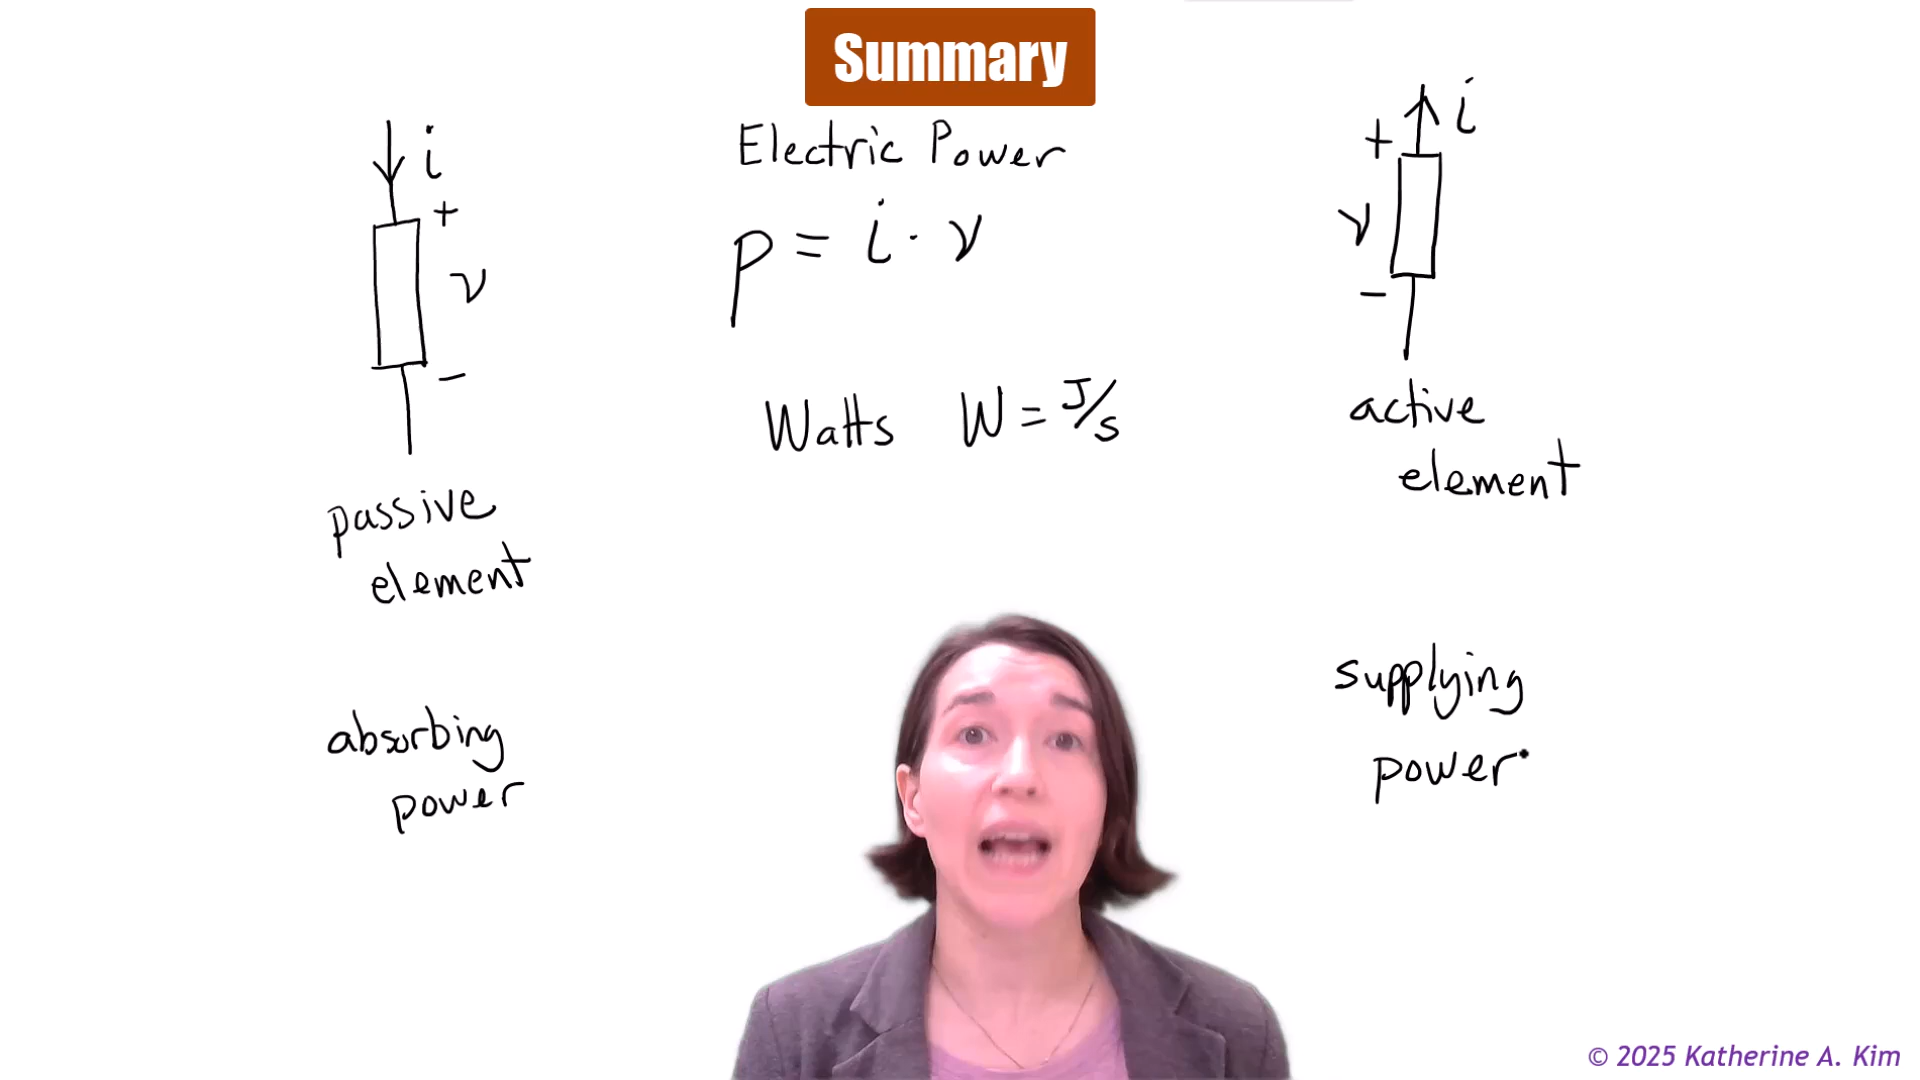 Summary
i
+
v
-
passive
element
absorbing
power
Electric Power
p = i · v
Watts W = J/s
i
+
v
-
active
element
supplying
power
© 2025 Katherine A. Kim